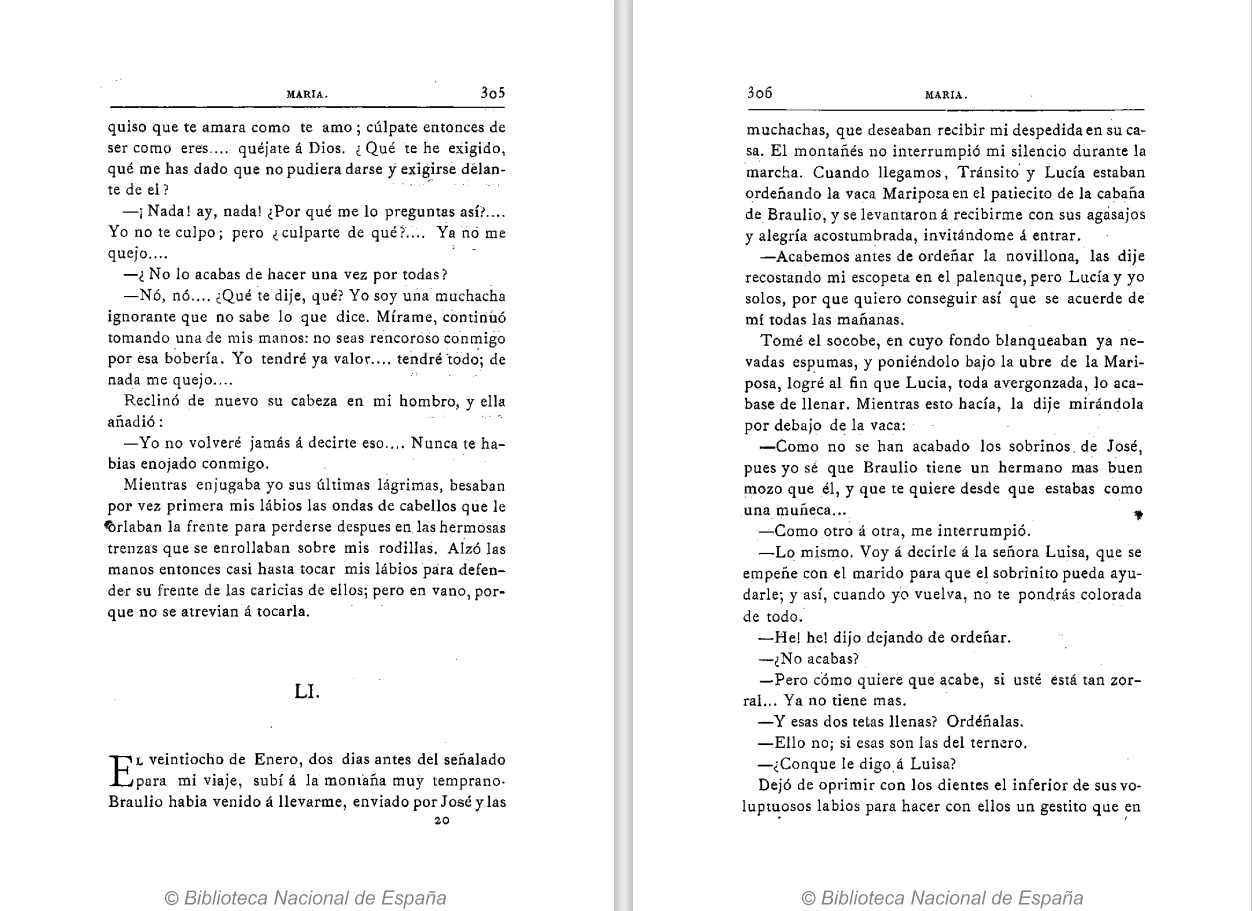 MARIA.
305
quiso que te amara como te amo ; cúlpate entonces de
ser como eres.... quéjate á Dios. ¿ Qué te he exigido,
qué me has dado que no pudiera darse y exigirse delan-
te de el ?
—¡ Nada! ay, nada! ¿Por qué me lo preguntas así?....
Yo no te culpo ; pero ¿ culparte de qué?.... Ya no me
quejo....
—¿ No lo acabas de hacer una vez por todas?
—Nó, nó.... ¿Qué te dije, qué? Yo soy una muchacha
ignorante que no sabe lo que dice. Mírame, continuó
tomando una de mis manos: no seas rencoroso conmigo
por esa bobería. Yo tendré ya valor.... tendré todo; de
nada me quejo....
Reclinó de nuevo su cabeza en mi hombro, y ella
añadió :
—Yo no volveré jamás á decirte eso.... Nunca te ha-
bias enojado conmigo.
Mientras enjugaba yo sus últimas lágrimas, besaban
por vez primera mis lábios las ondas de cabellos que le
orlaban la frente para perderse despues en las hermosas
trenzas que se enrollaban sobre mis rodillas. Alzó las
manos entonces casi hasta tocar mis lábios para defen-
der su frente de las caricias de ellos; pero en vano, por-
que no se atrevian á tocarla.
LI.
EL veintiocho de Enero, dos dias antes del señalado
para mi viaje, subí á la montaña muy temprano.
Braulio habia venido á llevarme, enviado por José y las
20
© Biblioteca Nacional de España
306
MARIA.
muchachas, que deseaban recibir mi despedida en su ca-
sa. El montañés no interrumpió mi silencio durante la
marcha. Cuando llegamos, Tránsito y Lucía estaban
ordeñando la vaca Mariposa en el patiecito de la cabaña
de Braulio, y se levantaron á recibirme con sus agasajos
y alegría acostumbrada, invitándome á entrar.
—Acabemos antes de ordeñar la novillona, las dije
recostando mi escopeta en el palenque, pero Lucía y yo
solos, por que quiero conseguir así que se acuerde de
mí todas las mañanas.
Tomé el socobe, en cuyo fondo blanqueaban ya ne-
vadas espumas, y poniéndolo bajo la ubre de la Mari-
posa, logré al fin que Lucia, toda avergonzada, lo aca-
base de llenar. Mientras esto hacía, la dije mirándola
por debajo de la vaca:
—Como no se han acabado los sobrinos de José,
pues yo sé que Braulio tiene un hermano mas buen
mozo que él, y que te quiere desde que estabas como
una muñeca...
—Como otro á otra, me interrumpió.
—Lo mismo. Voy á decirle á la señora Luisa, que se
empeñe con el marido para que el sobrinito pueda ayu-
darle; y así, cuando yo vuelva, no te pondrás colorada
de todo.
—He! he! dijo dejando de ordeñar.
—¿No acabas?
—Pero cómo quiere que acabe, si usté está tan zor-
ral... Ya no tiene mas.
—Y esas dos tetas llenas? Ordéñalas.
—Ello no; si esas son las del ternero.
—¿Conque le digo á Luisa?
Dejó de oprimir con los dientes el inferior de sus vo-
luptuosos labios para hacer con ellos un gestito que en
© Biblioteca Nacional de España